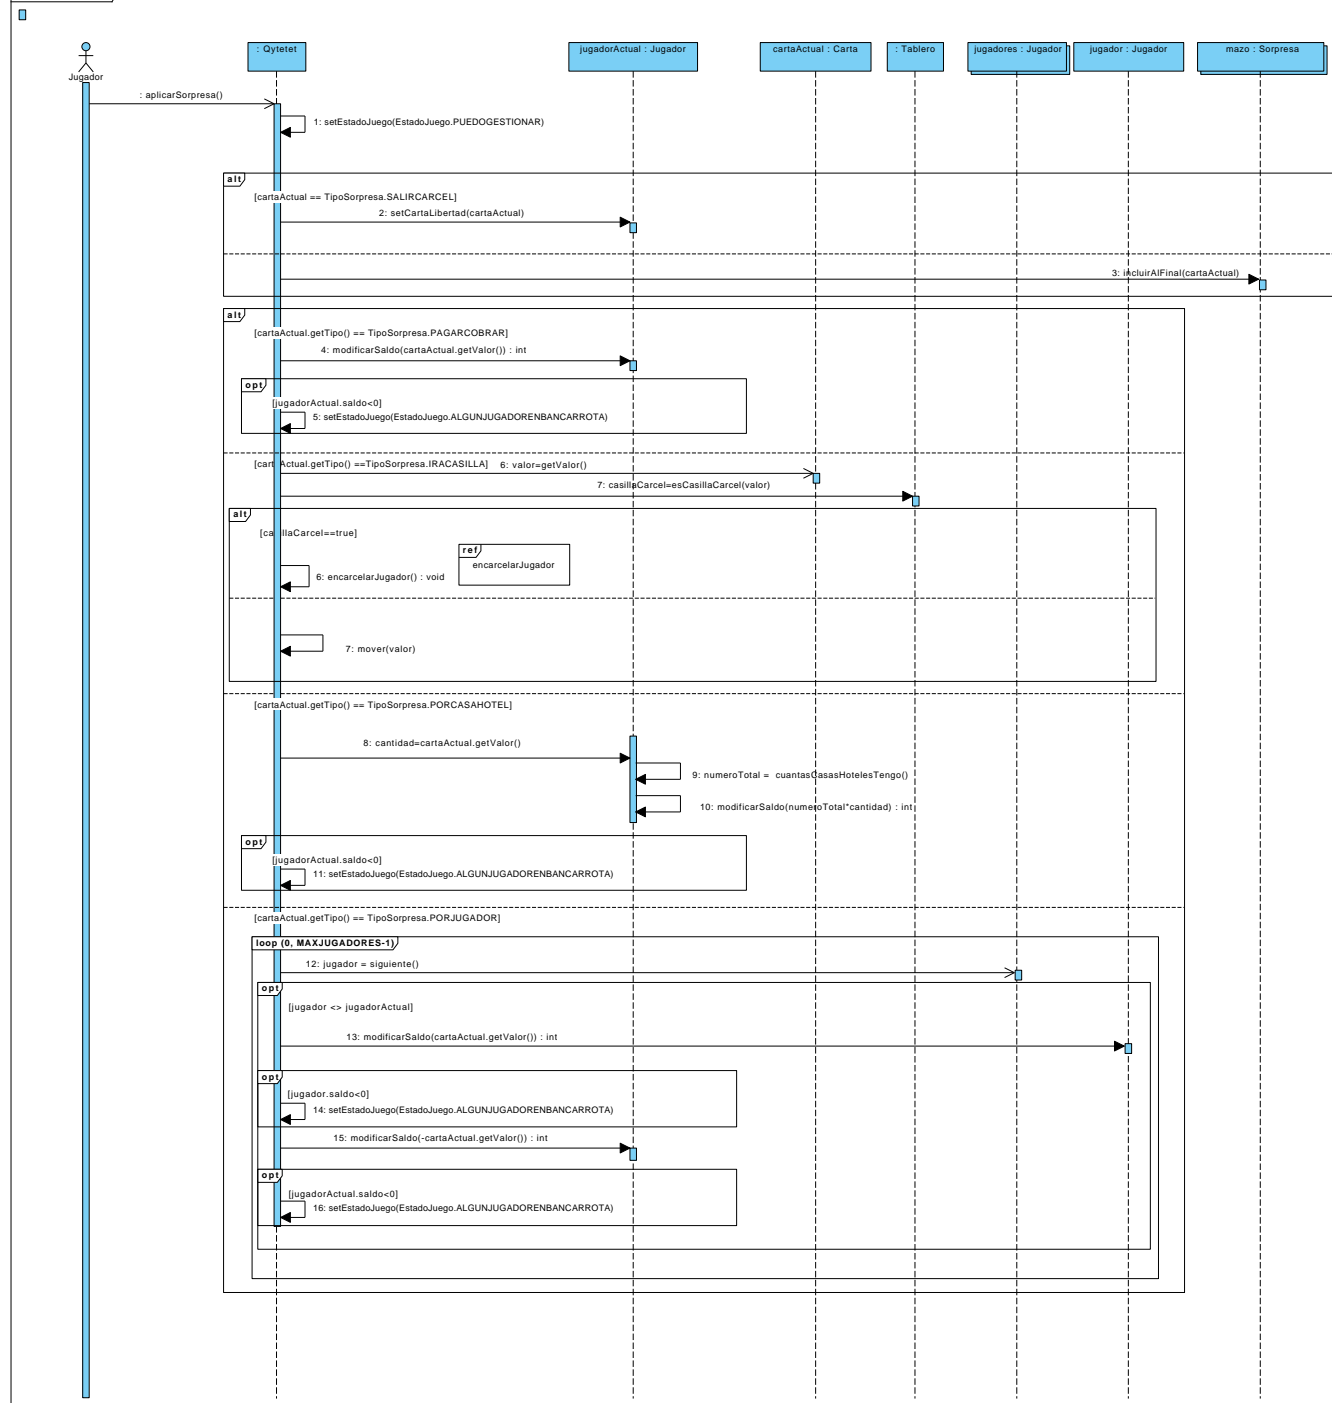 : Qytetet
jugadorActual : Jugador
cartaActual : Carta
: Tablero
jugadores : Jugador
jugador : Jugador
mazo : Sorpresa
Jugador
: aplicarSorpresa()
1: setEstadoJuego(EstadoJuego.PUEDOGESTIONAR)
alt
[cartaActual == TipoSorpresa.SALIRCARCEL]
2: setCartaLibertad(cartaActual)
3: incluirAlFinal(cartaActual)
alt
[cartaActual.getTipo() == TipoSorpresa.PAGARCOBRAR]
4: modificarSaldo(cartaActual.getValor()) : int
opt
[jugadorActual.saldo<0]
5: setEstadoJuego(EstadoJuego.ALGUNJUGADORENBANCARROTA)
[cartaActual.getTipo() ==TipoSorpresa.IRACASILLA]
6: valor=getValor()
7: casillaCarcel=esCasillaCarcel(valor)
alt
[casillaCarcel==true]
ref
encarcelarJugador
6: encarcelarJugador() : void
7: mover(valor)
[cartaActual.getTipo() == TipoSorpresa.PORCASAHOTEL]
8: cantidad=cartaActual.getValor()
9: numeroTotal = cuantasCasasHotelesTengo()
10: modificarSaldo(numeroTotal*cantidad) : int
opt
[jugadorActual.saldo<0]
11: setEstadoJuego(EstadoJuego.ALGUNJUGADORENBANCARROTA)
[cartaActual.getTipo() == TipoSorpresa.PORJUGADOR]
loop (0, MAXJUGADORES-1)
12: jugador = siguiente()
opt
[jugador <> jugadorActual]
13: modificarSaldo(cartaActual.getValor()) : int
opt
[jugador.saldo<0]
14: setEstadoJuego(EstadoJuego.ALGUNJUGADORENBANCARROTA)
15: modificarSaldo(-cartaActual.getValor()) : int
opt
[jugadorActual.saldo<0]
16: setEstadoJuego(EstadoJuego.ALGUNJUGADORENBANCARROTA)